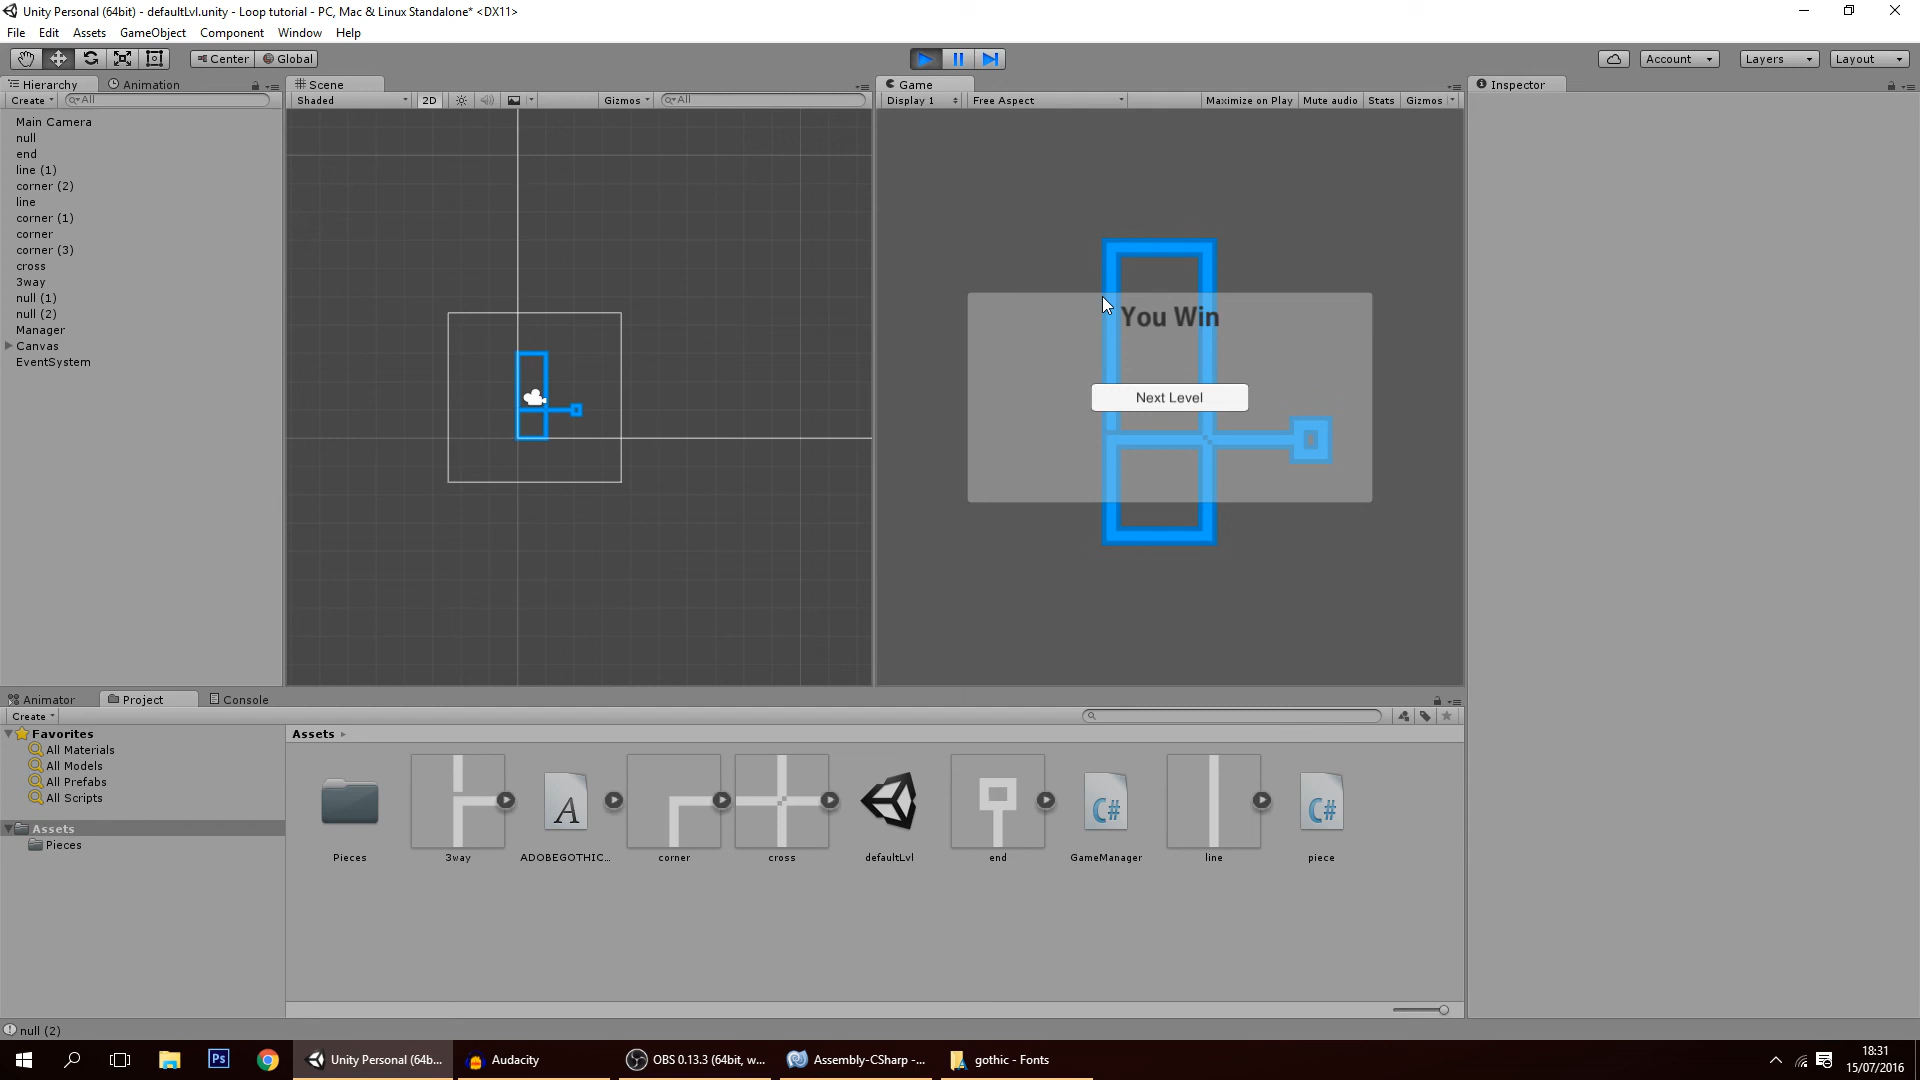 Unity Personal (64bit) - defaultLvl.unity - Loop tutorial - PC, Mac & Linux Standalone* <DX11>
File Edit Assets GameObject Component Window Help
Center Global Account Layers Layout
Hierarchy Animation Scene Game Inspector
Create All Shaded 2D Gizmos All Display 1 Free Aspect Maximize on Play Mute audio Stats Gizmos
Main Camera
null
end
line (1)
corner (2)
line
corner (1)
corner
corner (3)
cross
3way
null (1)
null (2)
Manager
Canvas
EventSystem
You Win
Next Level
Animator Project Console
Create
Favorites
All Materials
All Models
All Prefabs
All Scripts
Assets
Pieces
Assets
A C# C#
Pieces 3way ADOBEGOTHIC... corner cross defaultLvl end GameManager line piece
null (2)
Ps Unity Personal (64b... Audacity OBS 0.13.3 (64bit, w... Assembly-CSharp -... gothic - Fonts
18:31
15/07/2016